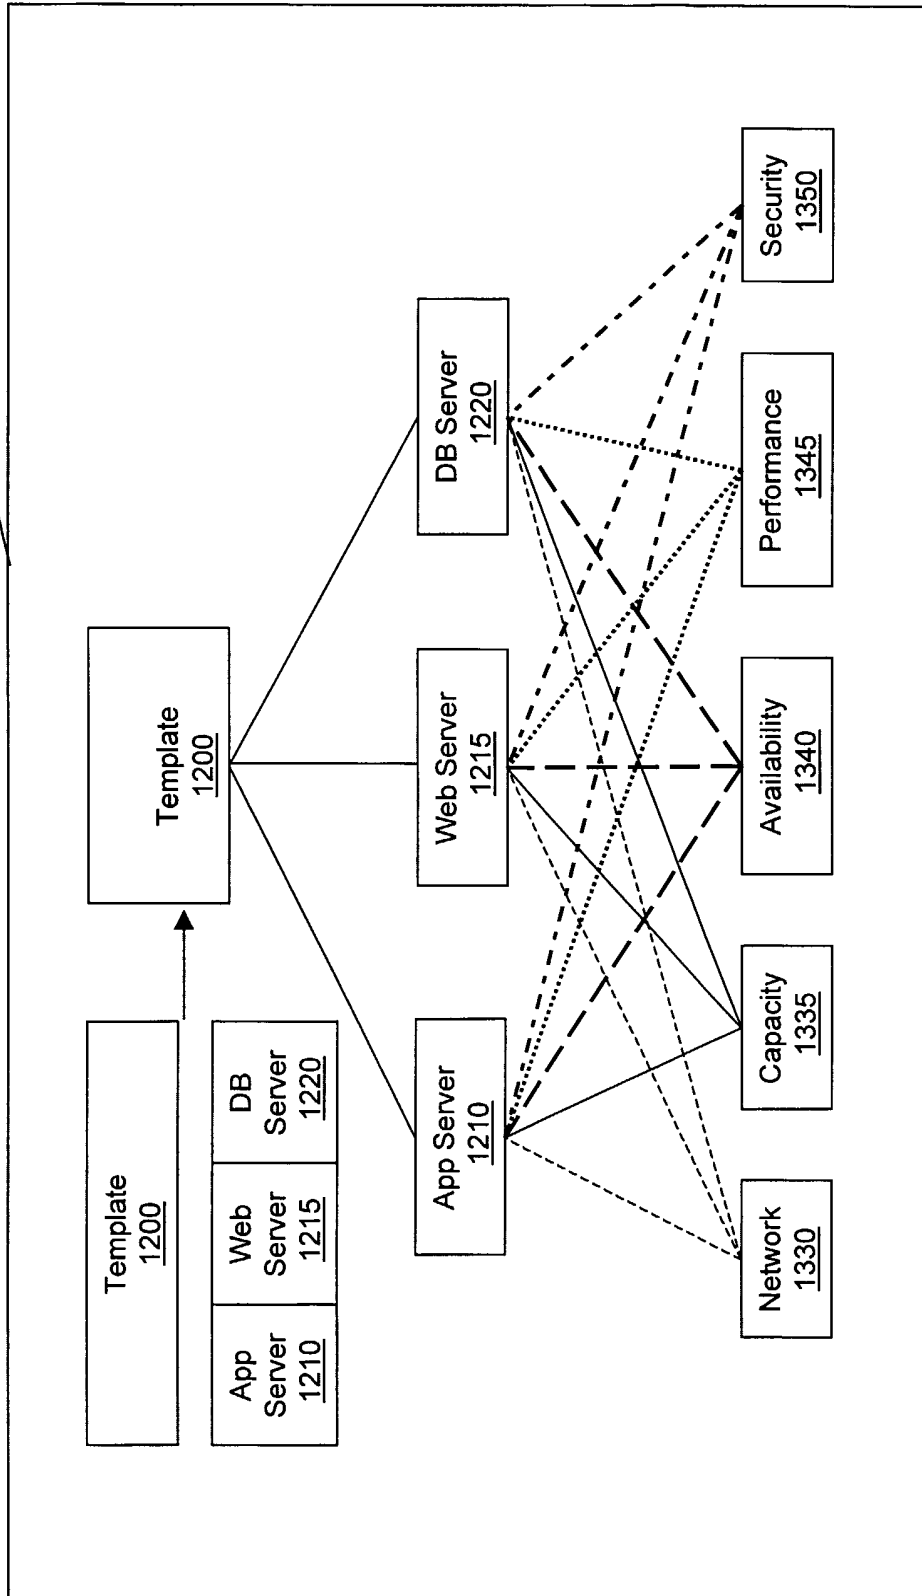 Template
1200
App
Server
1210
Web
Server
1215
DB
Server
1220
Template
1200
App Server
1210
Web Server
1215
DB Server
1220
Network
1330
Capacity
1335
Availability
1340
Performance
1345
Security
1350